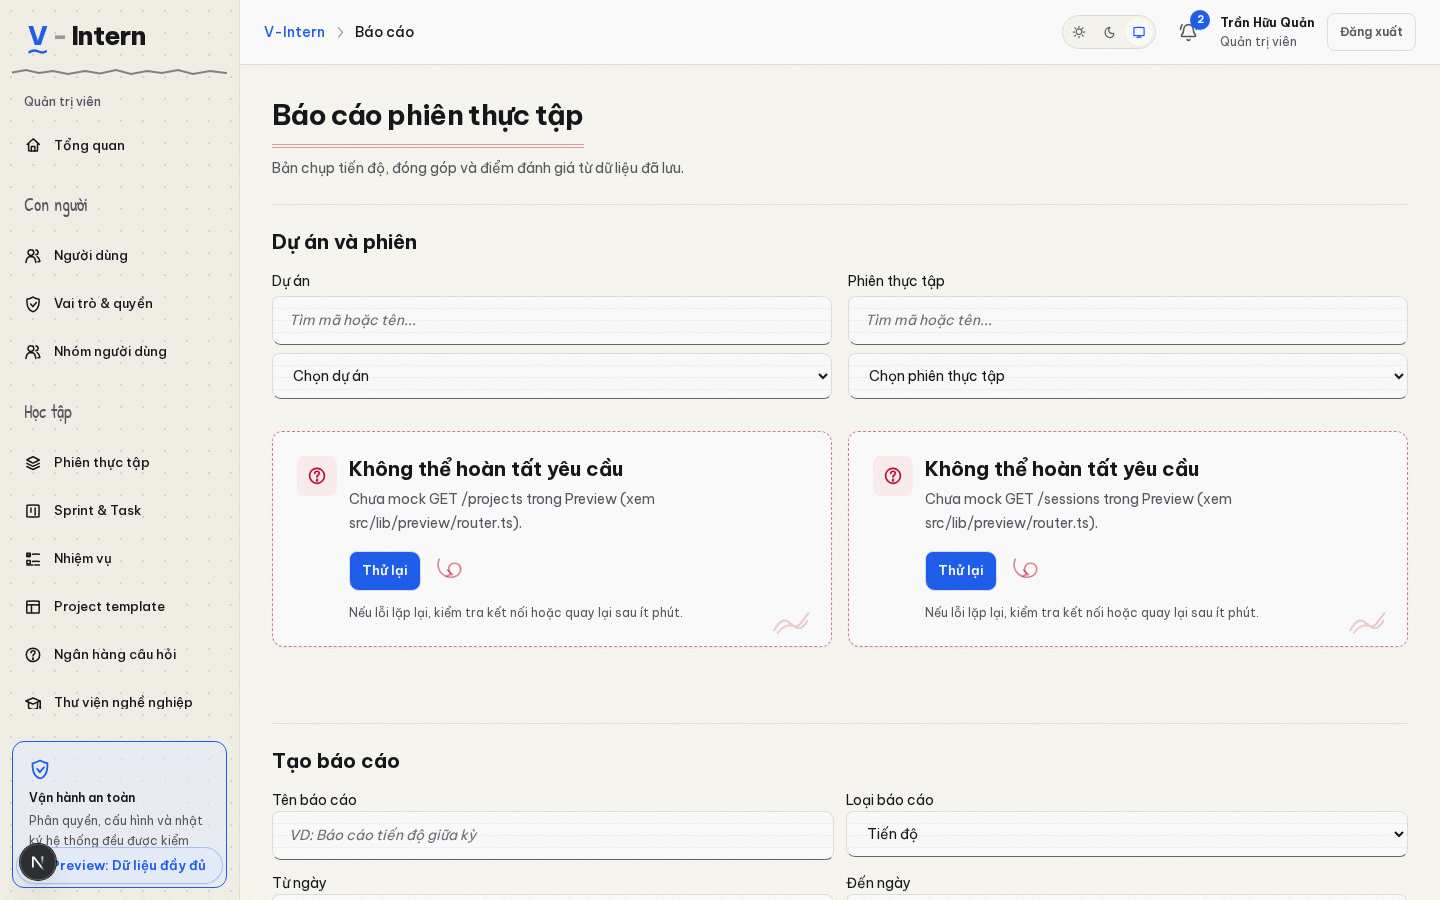 V - Intern
Quản trị viên
Tổng quan
Con người
Người dùng
Vai trò & quyền
Nhóm người dùng
Học tập
Phiên thực tập
Sprint & Task
Nhiệm vụ
Project template
Ngân hàng câu hỏi
Thư viện nghề nghiệp
Vận hành an toàn
Phân quyền, cấu hình và nhật
ký hệ thống đều được kiểm
Preview: Dữ liệu đầy đủ
V-Intern
Báo cáo
2
Trần Hữu Quản
Quản trị viên
Đăng xuất
Báo cáo phiên thực tập
Bản chụp tiến độ, đóng góp và điểm đánh giá từ dữ liệu đã lưu.
Dự án và phiên
Dự án
Tìm mã hoặc tên...
Chọn dự án
Phiên thực tập
Tìm mã hoặc tên...
Chọn phiên thực tập
Không thể hoàn tất yêu cầu
Chưa mock GET /projects trong Preview (xem
src/lib/preview/router.ts).
Thử lại
Nếu lỗi lặp lại, kiểm tra kết nối hoặc quay lại sau ít phút.
Không thể hoàn tất yêu cầu
Chưa mock GET /sessions trong Preview (xem
src/lib/preview/router.ts).
Thử lại
Nếu lỗi lặp lại, kiểm tra kết nối hoặc quay lại sau ít phút.
Tạo báo cáo
Tên báo cáo
VD: Báo cáo tiến độ giữa kỳ
Loại báo cáo
Tiến độ
Từ ngày
Đến ngày